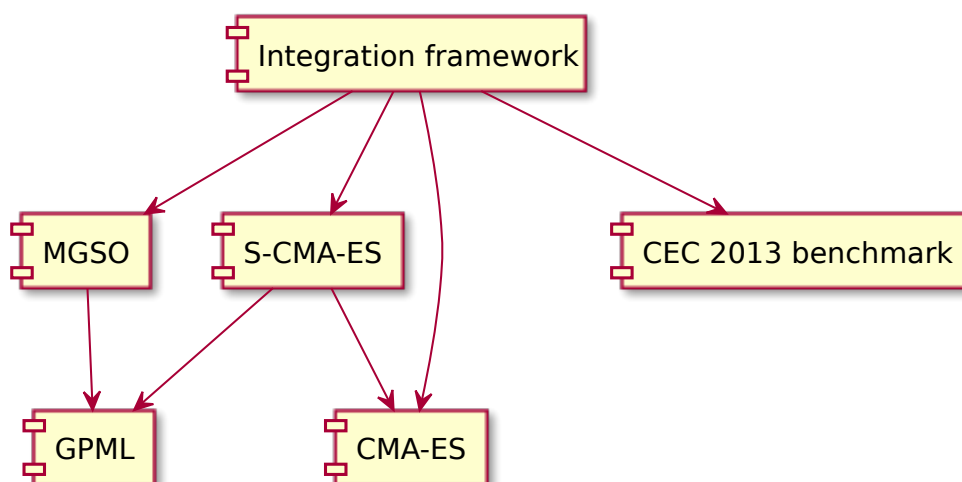 Integration framework
MGSO
S-CMA-ES
CEC 2013 benchmark
GPML
CMA-ES